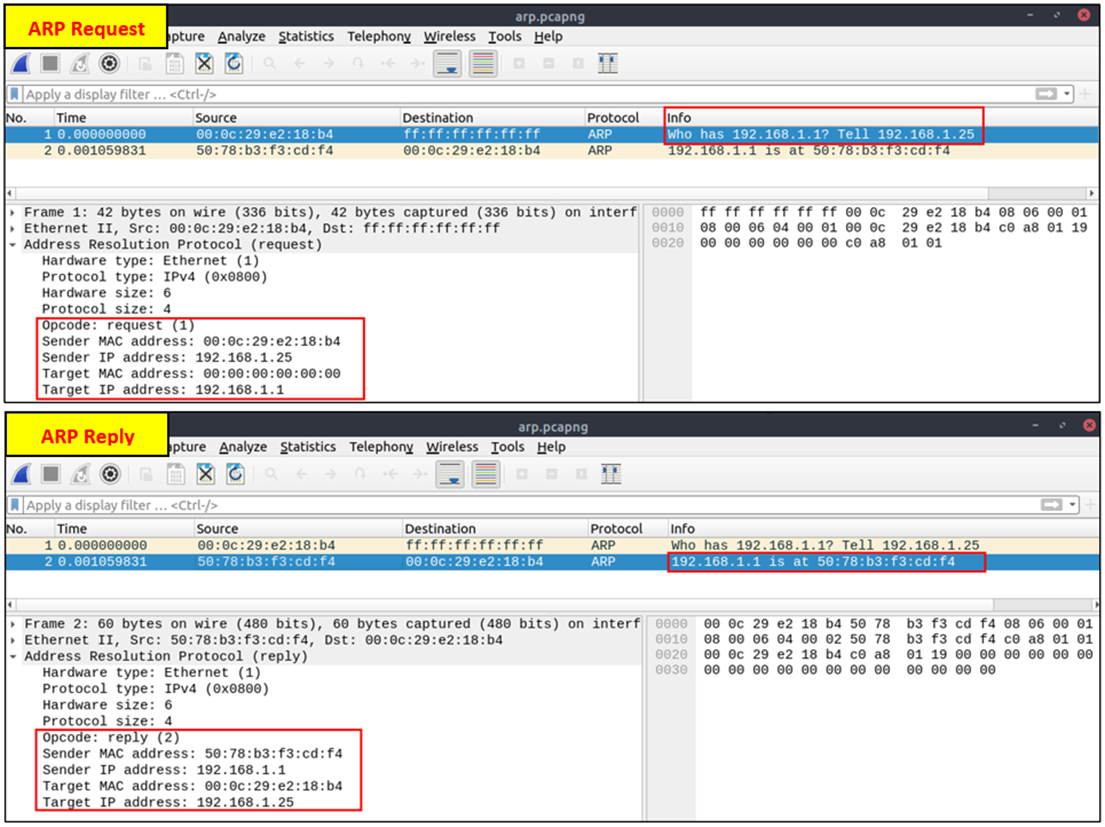 ARP Request
arp.pcapng
apture Analyze Statistics Telephony Wireless Tools Help
Apply a display filter … <Ctrl-/>
No. Time Source Destination Protocol Info
1 0.000000000 00:0c:29:e2:18:b4 ff:ff:ff:ff:ff:ff ARP Who has 192.168.1.1? Tell 192.168.1.25
2 0.001059831 50:78:b3:f3:cd:f4 00:0c:29:e2:18:b4 ARP 192.168.1.1 is at 50:78:b3:f3:cd:f4
Frame 1: 42 bytes on wire (336 bits), 42 bytes captured (336 bits) on interf
Ethernet II, Src: 00:0c:29:e2:18:b4, Dst: ff:ff:ff:ff:ff:ff
Address Resolution Protocol (request)
Hardware type: Ethernet (1)
Protocol type: IPv4 (0x0800)
Hardware size: 6
Protocol size: 4
Opcode: request (1)
Sender MAC address: 00:0c:29:e2:18:b4
Sender IP address: 192.168.1.25
Target MAC address: 00:00:00:00:00:00
Target IP address: 192.168.1.1
0000 ff ff ff ff ff ff 00 0c 29 e2 18 b4 08 06 00 01
0010 08 00 06 04 00 01 00 0c 29 e2 18 b4 c0 a8 01 19
0020 00 00 00 00 00 00 c0 a8 01 01
ARP Reply
arp.pcapng
apture Analyze Statistics Telephony Wireless Tools Help
Apply a display filter … <Ctrl-/>
No. Time Source Destination Protocol Info
1 0.000000000 00:0c:29:e2:18:b4 ff:ff:ff:ff:ff:ff ARP Who has 192.168.1.1? Tell 192.168.1.25
2 0.001059831 50:78:b3:f3:cd:f4 00:0c:29:e2:18:b4 ARP 192.168.1.1 is at 50:78:b3:f3:cd:f4
Frame 2: 60 bytes on wire (480 bits), 60 bytes captured (480 bits) on interf
Ethernet II, Src: 50:78:b3:f3:cd:f4, Dst: 00:0c:29:e2:18:b4
Address Resolution Protocol (reply)
Hardware type: Ethernet (1)
Protocol type: IPv4 (0x0800)
Hardware size: 6
Protocol size: 4
Opcode: reply (2)
Sender MAC address: 50:78:b3:f3:cd:f4
Sender IP address: 192.168.1.1
Target MAC address: 00:0c:29:e2:18:b4
Target IP address: 192.168.1.25
0000 00 0c 29 e2 18 b4 50 78 b3 f3 cd f4 08 06 00 01
0010 08 00 06 04 00 02 50 78 b3 f3 cd f4 c0 a8 01 01
0020 00 0c 29 e2 18 b4 c0 a8 01 19 00 00 00 00 00 00
0030 00 00 00 00 00 00 00 00 00 00 00 00